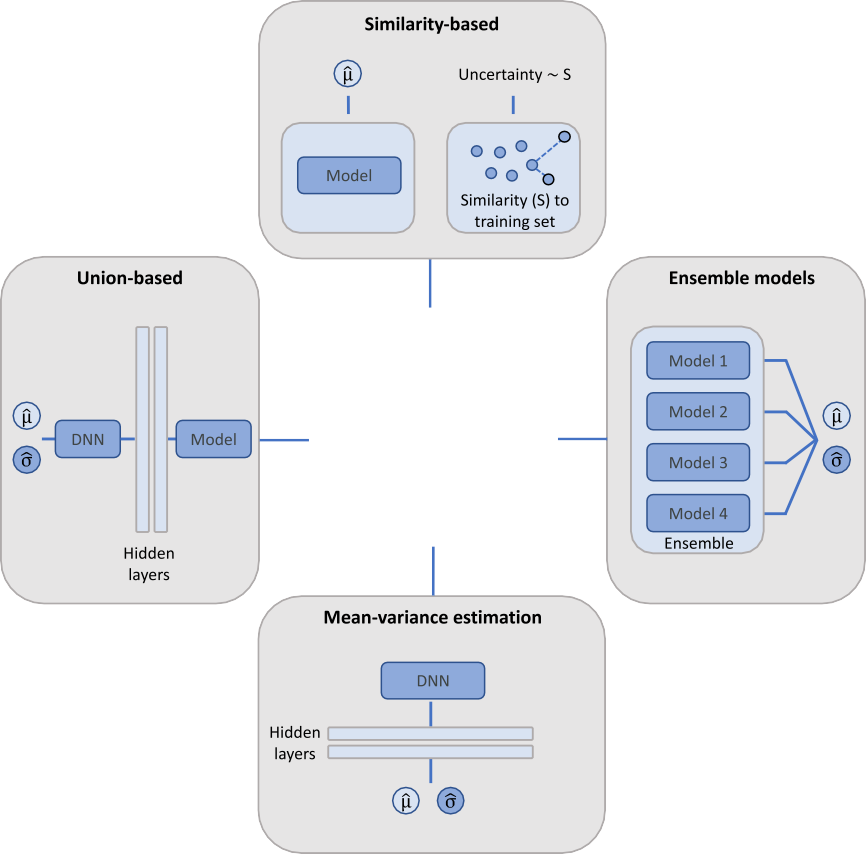 Similarity-based
μ̂
Uncertainty ~ S
Model
Similarity (S) to
training set
Union-based
μ̂
σ̂
DNN
Model
Hidden
layers
Ensemble models
Model 1
Model 2
Model 3
Model 4
Ensemble
μ̂
σ̂
Mean-variance estimation
DNN
Hidden
layers
μ̂ σ̂